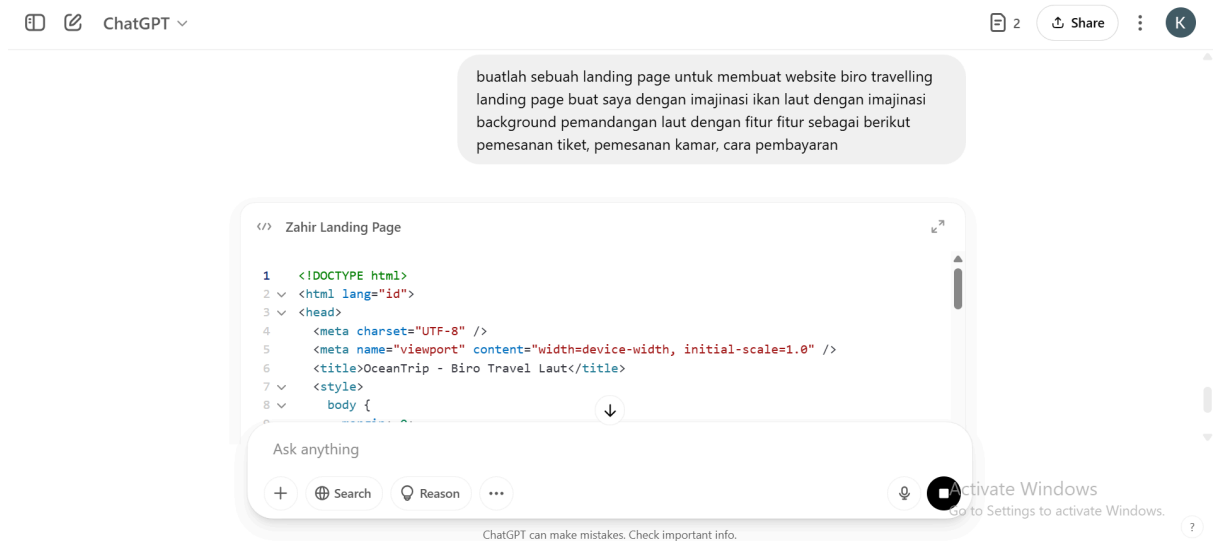 ChatGPT
2
Share
K
buatlah sebuah landing page untuk membuat website biro travelling
landing page buat saya dengan imajinasi ikan laut dengan imajinasi
background pemandangan laut dengan fitur fitur sebagai berikut
pemesanan tiket, pemesanan kamar, cara pembayaran
Zahir Landing Page
1 <!DOCTYPE html>
2 <html lang="id">
3 <head>
4 <meta charset="UTF-8" />
5 <meta name="viewport" content="width=device-width, initial-scale=1.0" />
6 <title>OceanTrip - Biro Travel Laut</title>
7 <style>
8 body {
Ask anything
Search
Reason
Activate Windows
Go to Settings to activate Windows.
ChatGPT can make mistakes. Check important info.
?